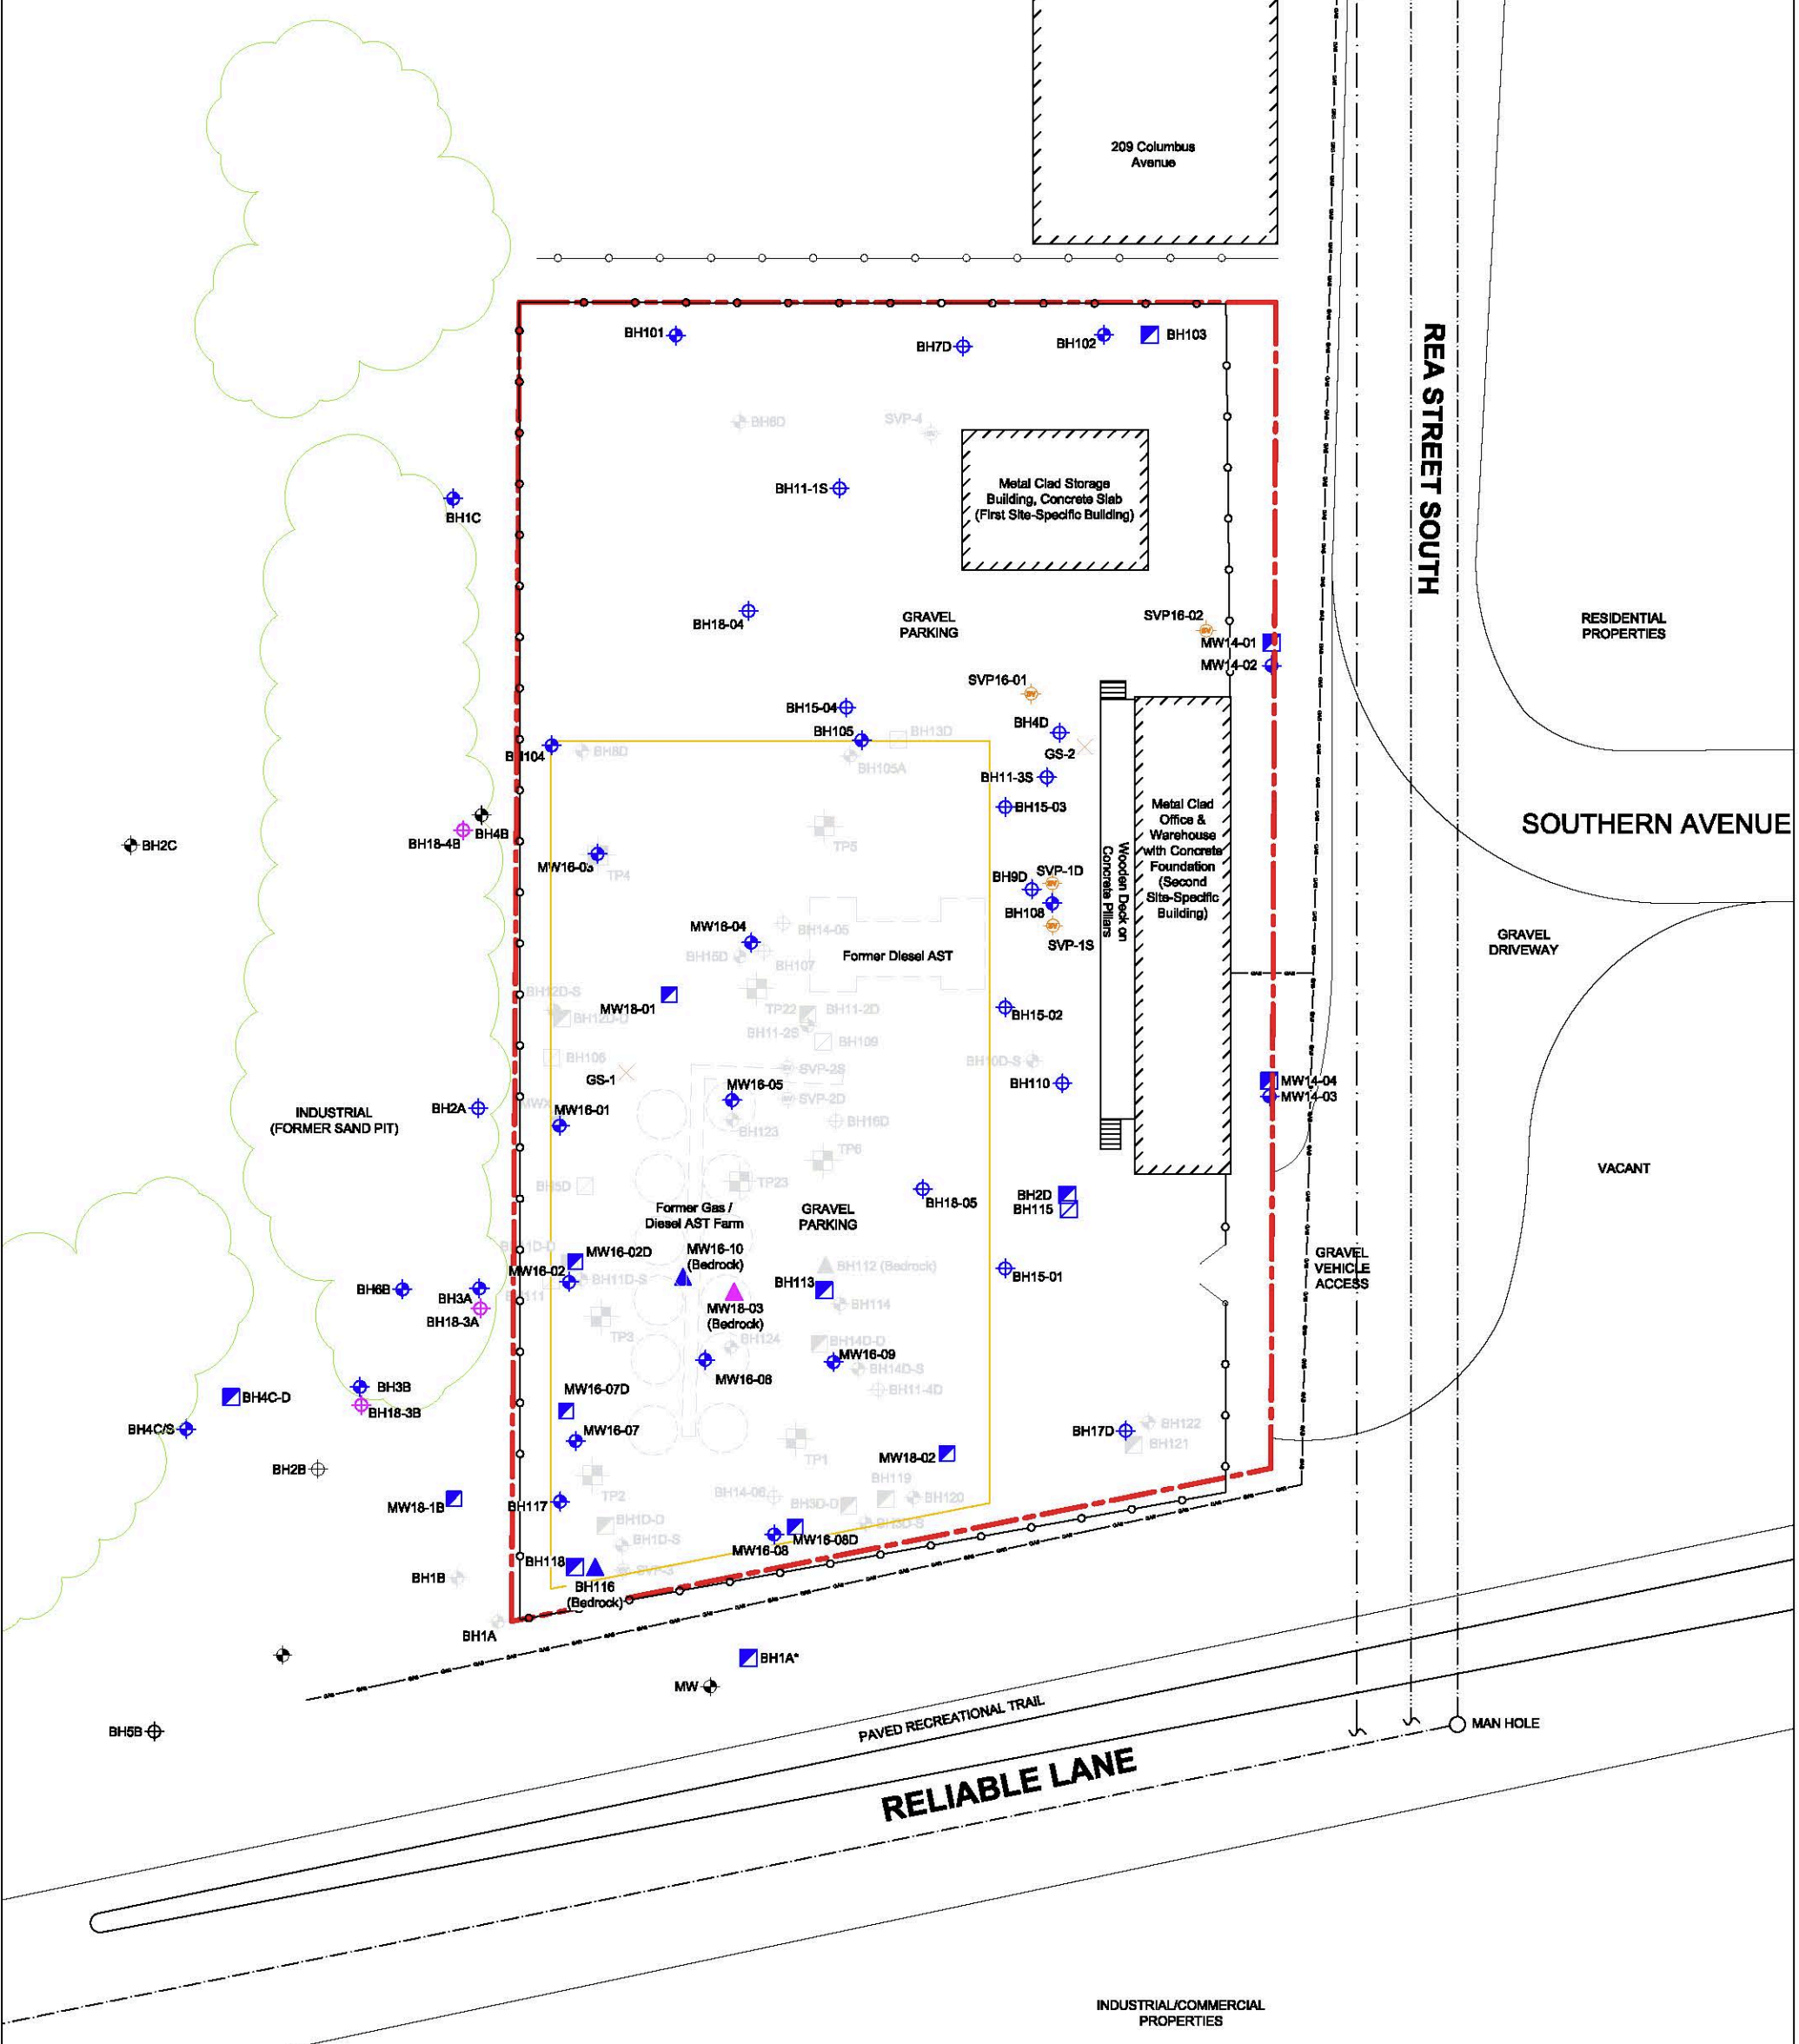 209 Columbus
Avenue
REA STREET SOUTH
BH101
BH7D
BH102
BH103
BH6D
SVP-4
Metal Clad Storage
Building, Concrete Slab
(First Site-Specific Building)
BH11-1S
BH1C
BH18-04
GRAVEL
PARKING
SVP16-02
MW14-01
MW14-02
RESIDENTIAL
PROPERTIES
SVP16-01
BH15-04
BH105
BH13D
BH4D
GS-2
BH104
BH8D
BH105A
BH11-3S
BH15-03
BH4B
BH18-4B
BH2C
TP5
Metal Clad
Office &
Warehouse
with Concrete
Foundation
(Second
Site-Specific
Building)
Wooden Deck on
Concrete Pillars
SOUTHERN AVENUE
MW16-03
TP4
BH9D
SVP-1D
BH108
SVP-1S
MW16-04
BH14-05
BH15D
BH107
Former Diesel AST
GRAVEL
DRIVEWAY
BH12D-S
BH12D-D
MW18-01
TP22
BH11-2D
BH11-2S
BH109
BH15-02
BH106
GS-1
SVP-2S
BH10D-S
BH110
MW14-04
MW14-03
MW16-05
SVP-2D
INDUSTRIAL
(FORMER SAND PIT)
BH2A
MW16-01
BH123
BH16D
TP6
VACANT
BH5D
TP23
BH18-05
BH2D
BH115
Former Gas /
Diesel AST Farm
GRAVEL
PARKING
MW16-02D
MW16-10
(Bedrock)
BH112 (Bedrock)
BH15-01
GRAVEL
VEHICLE
ACCESS
BH6B
BH3A
BH18-3A
MW16-02
BH11D-S
BH111
BH113
BH114
MW18-03
(Bedrock)
TP3
BH124
BH14D-D
MW16-09
BH14D-S
MW16-06
BH11-4D
BH4C-D
BH3B
BH18-3B
BH4C/S
MW16-07D
MW16-07
BH17D
BH122
BH121
BH2B
TP1
MW18-02
MW18-1B
TP2
BH14-06
BH119
BH120
BH3D-D
BH3D-S
BH117
BH1D-D
BH1D-S
MW16-08
MW16-08D
BH118
SVP-3
BH116
(Bedrock)
BH1B
BH1A
BH1A*
MW
BH5B
PAVED RECREATIONAL TRAIL
MAN HOLE
RELIABLE LANE
INDUSTRIAL/COMMERCIAL
PROPERTIES